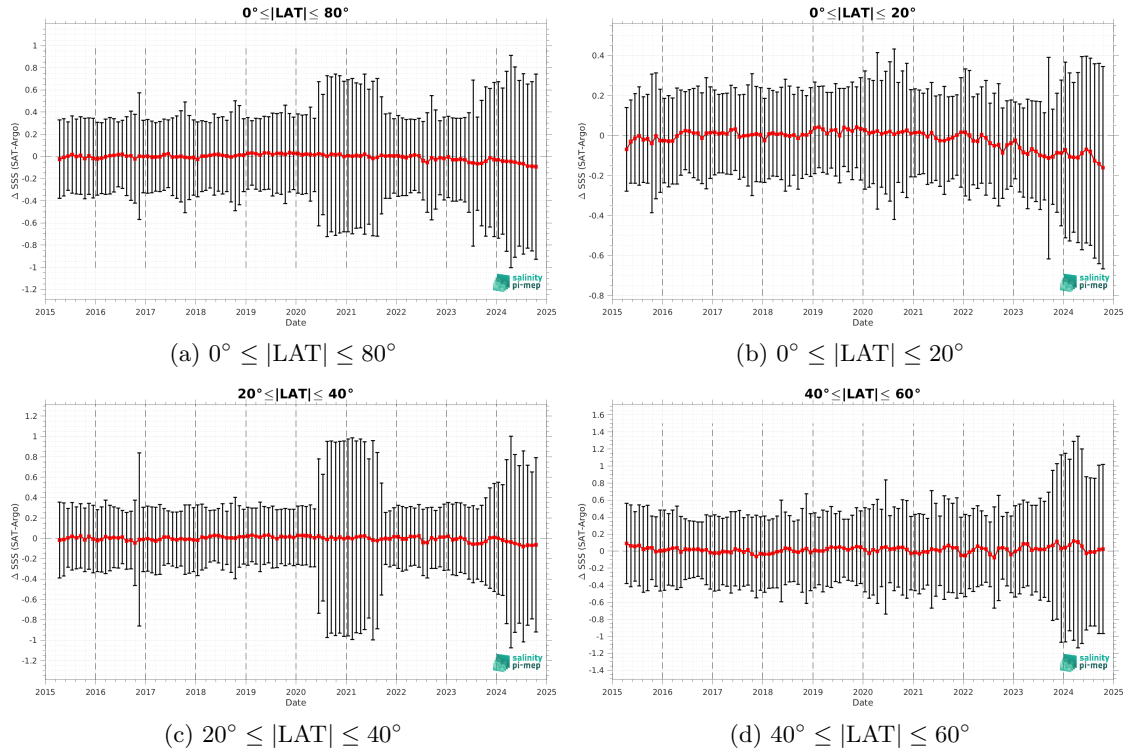 0°≤|LAT|≤ 80°
Δ SSS (SAT-Argo)
1
0.8
0.6
0.4
0.2
0
-0.2
-0.4
-0.6
-0.8
-1
-1.2
2015 2016 2017 2018 2019 2020 2021 2022 2023 2024 2025
Date
salinity
pi-mep
(a) 0° ≤ |LAT| ≤ 80°
0°≤|LAT|≤ 20°
Δ SSS (SAT-Argo)
0.4
0.2
0
-0.2
-0.4
-0.6
-0.8
2015 2016 2017 2018 2019 2020 2021 2022 2023 2024 2025
Date
salinity
pi-mep
(b) 0° ≤ |LAT| ≤ 20°
20°≤|LAT|≤ 40°
Δ SSS (SAT-Argo)
1.2
1
0.8
0.6
0.4
0.2
0
-0.2
-0.4
-0.6
-0.8
-1
-1.2
2015 2016 2017 2018 2019 2020 2021 2022 2023 2024 2025
Date
salinity
pi-mep
(c) 20° ≤ |LAT| ≤ 40°
40°≤|LAT|≤ 60°
Δ SSS (SAT-Argo)
1.6
1.4
1.2
1
0.8
0.6
0.4
0.2
0
-0.2
-0.4
-0.6
-0.8
-1
-1.2
-1.4
2015 2016 2017 2018 2019 2020 2021 2022 2023 2024 2025
Date
salinity
pi-mep
(d) 40° ≤ |LAT| ≤ 60°